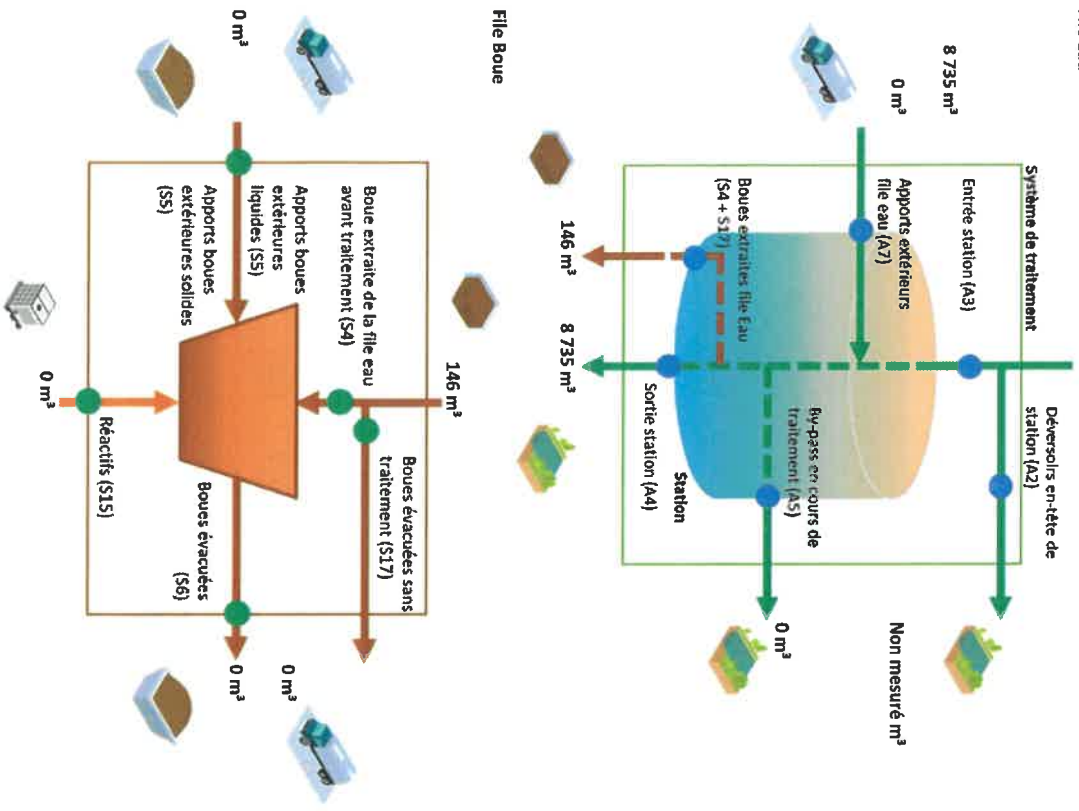 Système de traitement
Déversoirs en-tête de
station (A2)
Entrée station (A3)
8 735 m³
0 m³
Non mesuré m³
Apports extérieurs
file eau (A7)
By-pass en cours de
traitement (A5)
0 m³
Boues extraites file Eau
(S4 + S17)
Station
Sortie station (A4)
146 m³
8 735 m³
File Boue
146 m³
Boue extraite de la file eau
avant traitement (S4)
Boues évacuées sans
traitement (S17)
Apports boues
extérieures
liquides (S5)
0 m³
0 m³
Apports boues
extérieures solides
(S5)
Boues évacuées
(S6)
0 m³
Réactifs (S15)
0 m³